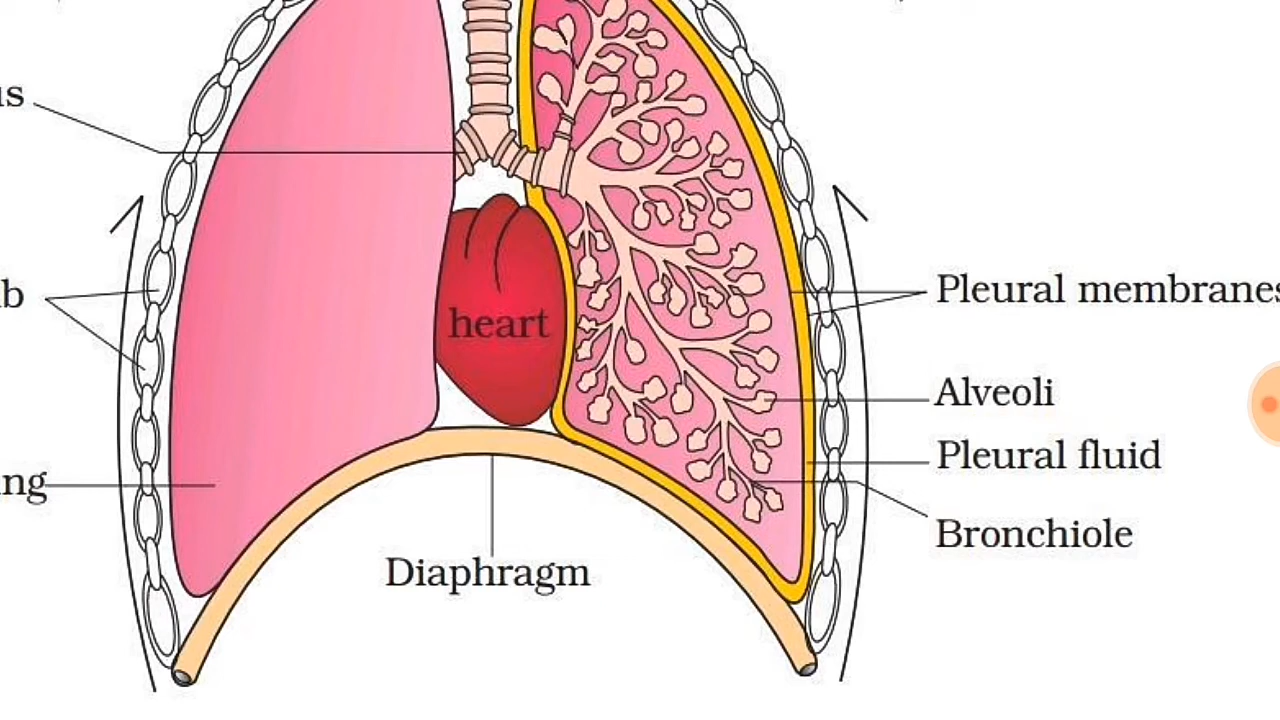 us
b
ng
heart
Diaphragm
Pleural membranes
Alveoli
Pleural fluid
Bronchiole